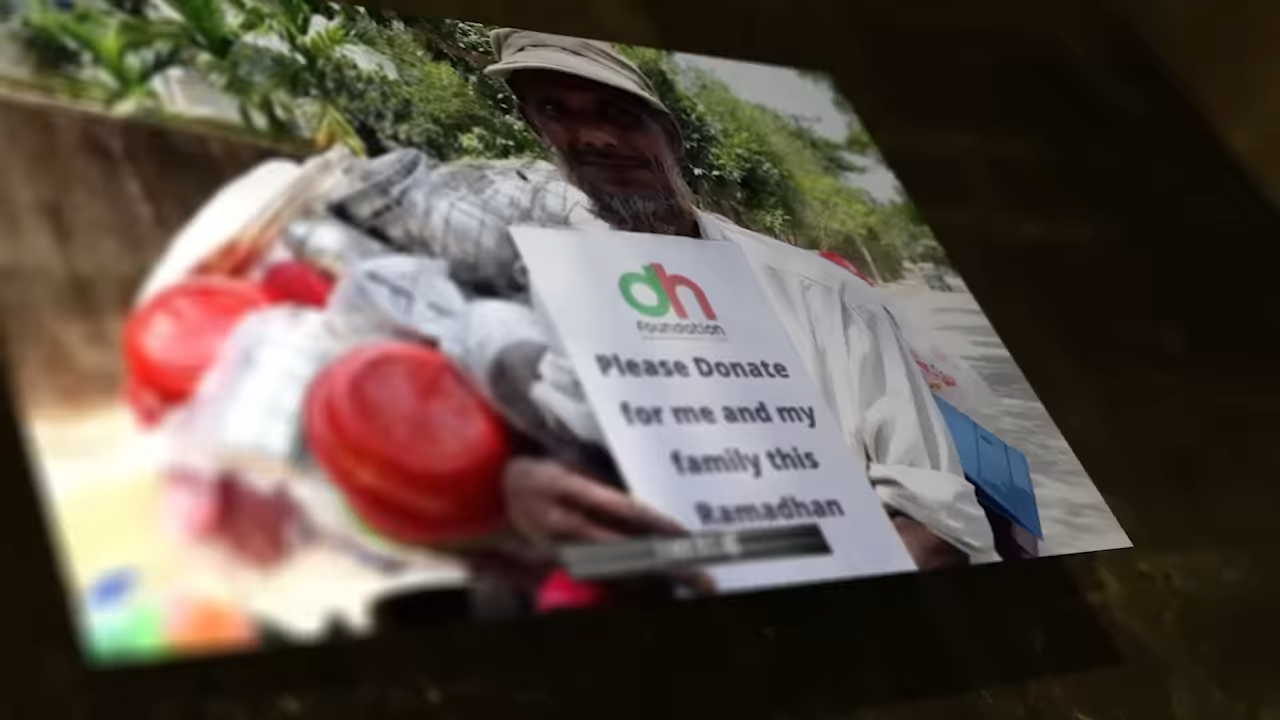 dh
foundation
Please Donate
for me and my
family this
Ramadhan